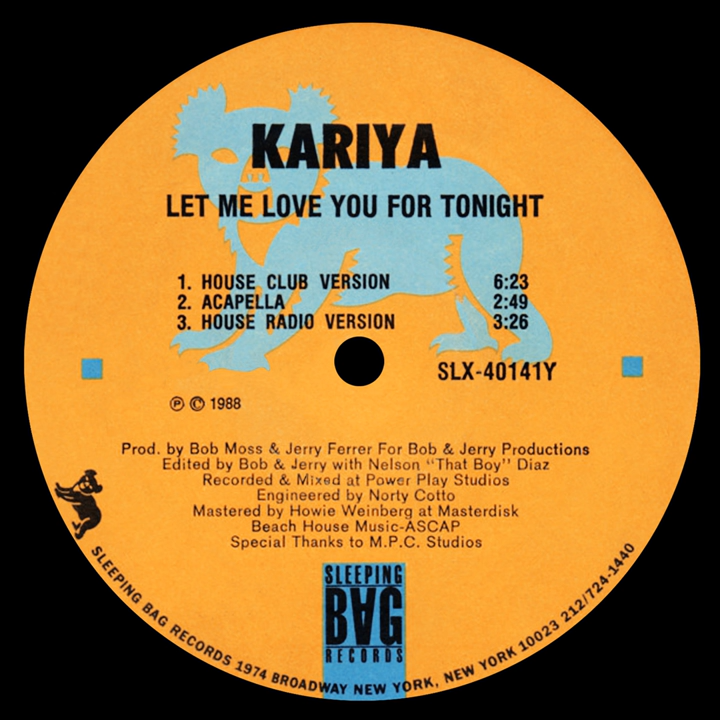 KARIYA
LET ME LOVE YOU FOR TONIGHT
1. HOUSE CLUB VERSION 6:23
2. ACAPELLA 2:49
3. HOUSE RADIO VERSION 3:26
SLX-40141Y
℗ © 1988
Prod. by Bob Moss & Jerry Ferrer For Bob & Jerry Productions
Edited by Bob & Jerry with Nelson "That Boy" Diaz
Recorded & Mixed at Power Play Studios
Engineered by Norty Cotto
Mastered by Howie Weinberg at Masterdisk
Beach House Music-ASCAP
Special Thanks to M.P.C. Studios
SLEEPING
BAG
RECORDS
SLEEPING BAG RECORDS 1974 BROADWAY NEW YORK, NEW YORK 10023 212/724-1440